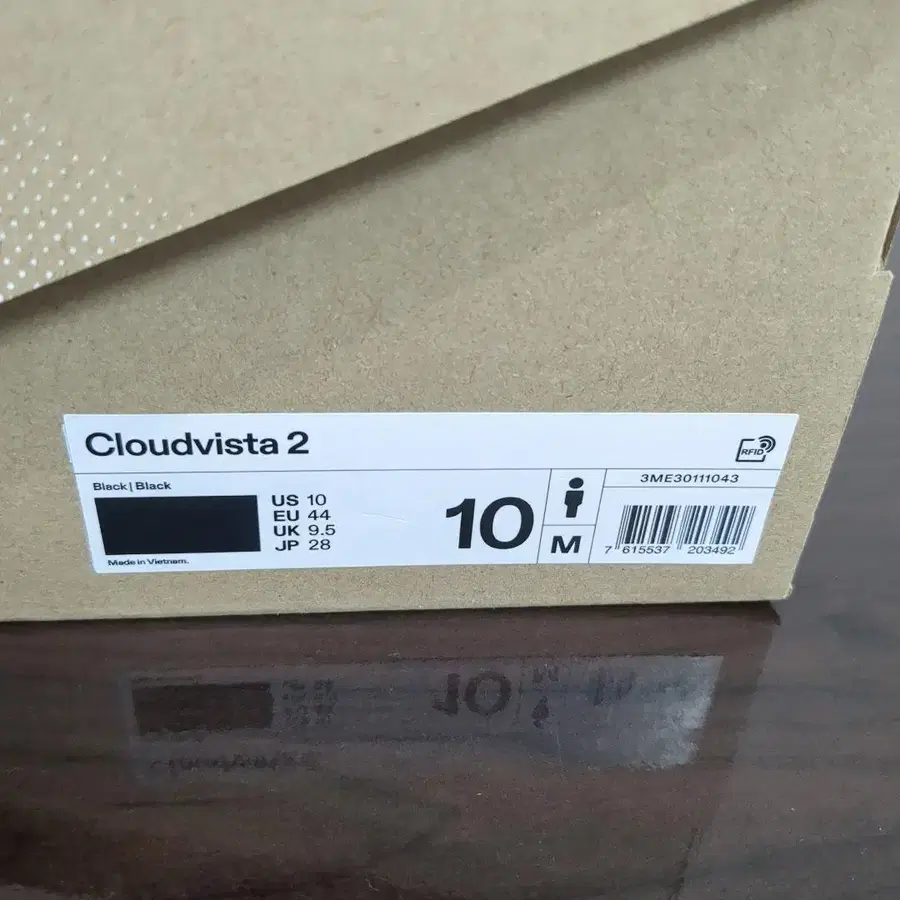 Cloudvista 2
RFID
Black | Black
US 10
EU 44
UK 9.5
JP 28
Made in Vietnam.
10
M
3ME30111043
7 615537 203492